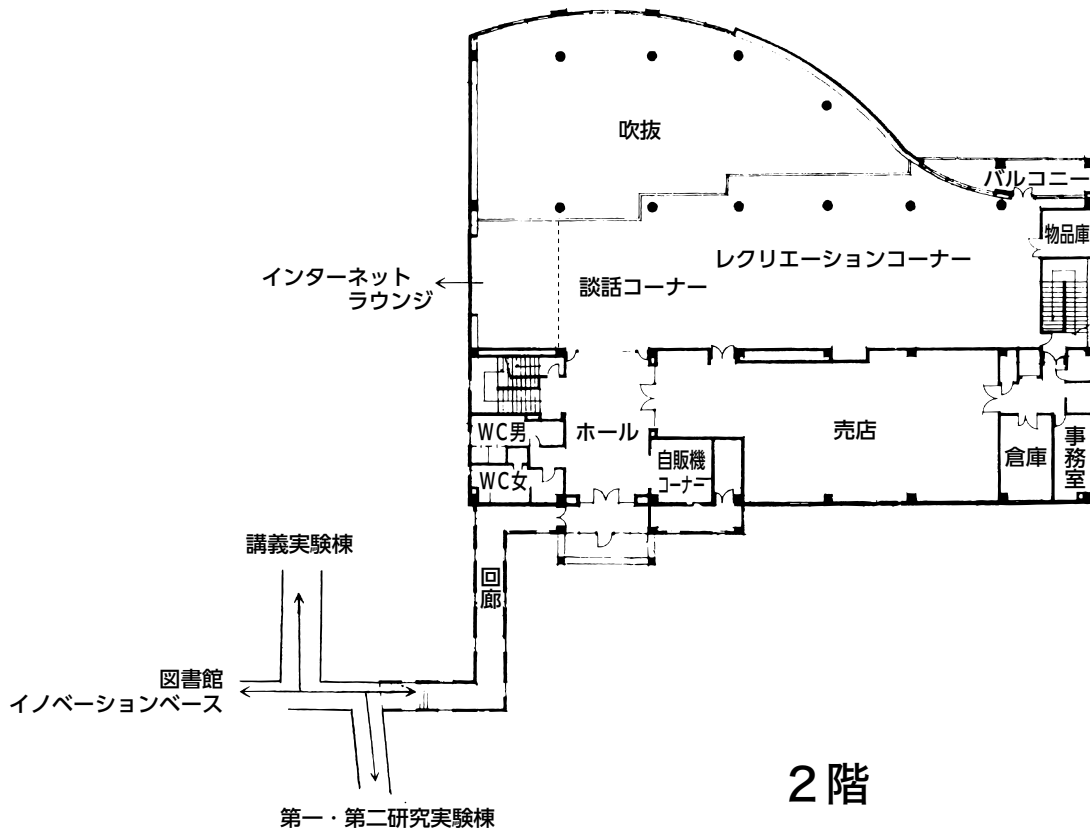 吹抜
バルコニー
物品庫
レクリエーションコーナー
インターネット
ラウンジ
談話コーナー
WC男
ホール
売店
自販機
コーナー
倉庫
事務室
WC女
講義実験棟
回廊
図書館
イノベーションベース
2階
第一・第二研究実験棟